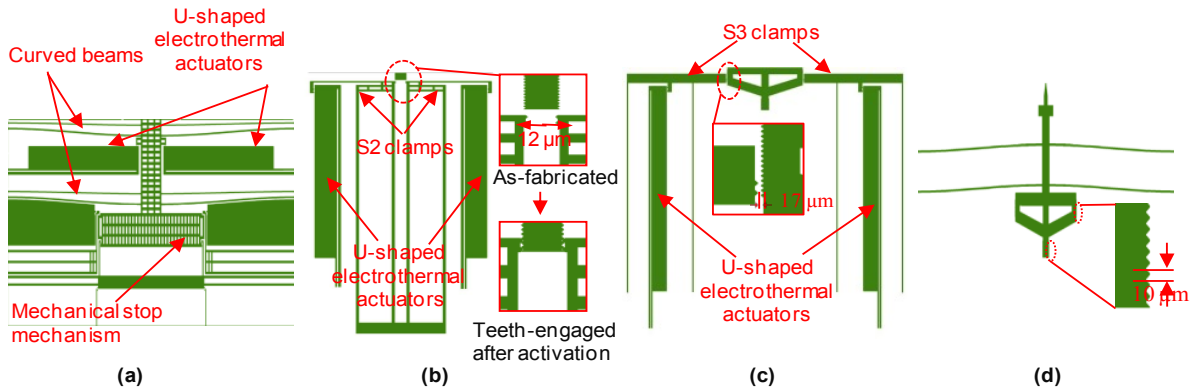 U-shaped
electrothermal
actuators
Curved beams
Mechanical stop
mechanism
(a)
S2 clamps
12 μm
As-fabricated
U-shaped
electrothermal
actuators
Teeth-engaged
after activation
(b)
S3 clamps
17 μm
U-shaped
electrothermal
actuators
(c)
10 μm
(d)